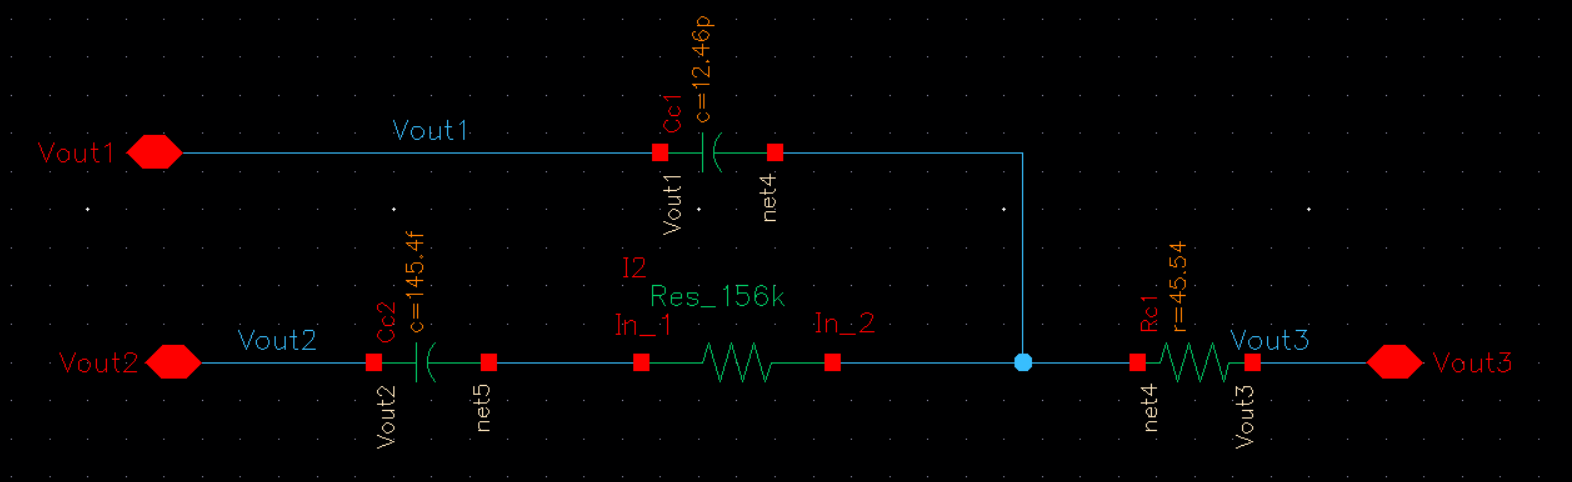 c=12.46p
Cc1
Vout1
Vout1
Vout1
net4
c=145.4f
I2
Res_156k
r=45.54
Cc2
In_1
In_2
Rc1
Vout2
Vout2
Vout3
Vout3
Vout2
net5
net4
Vout3